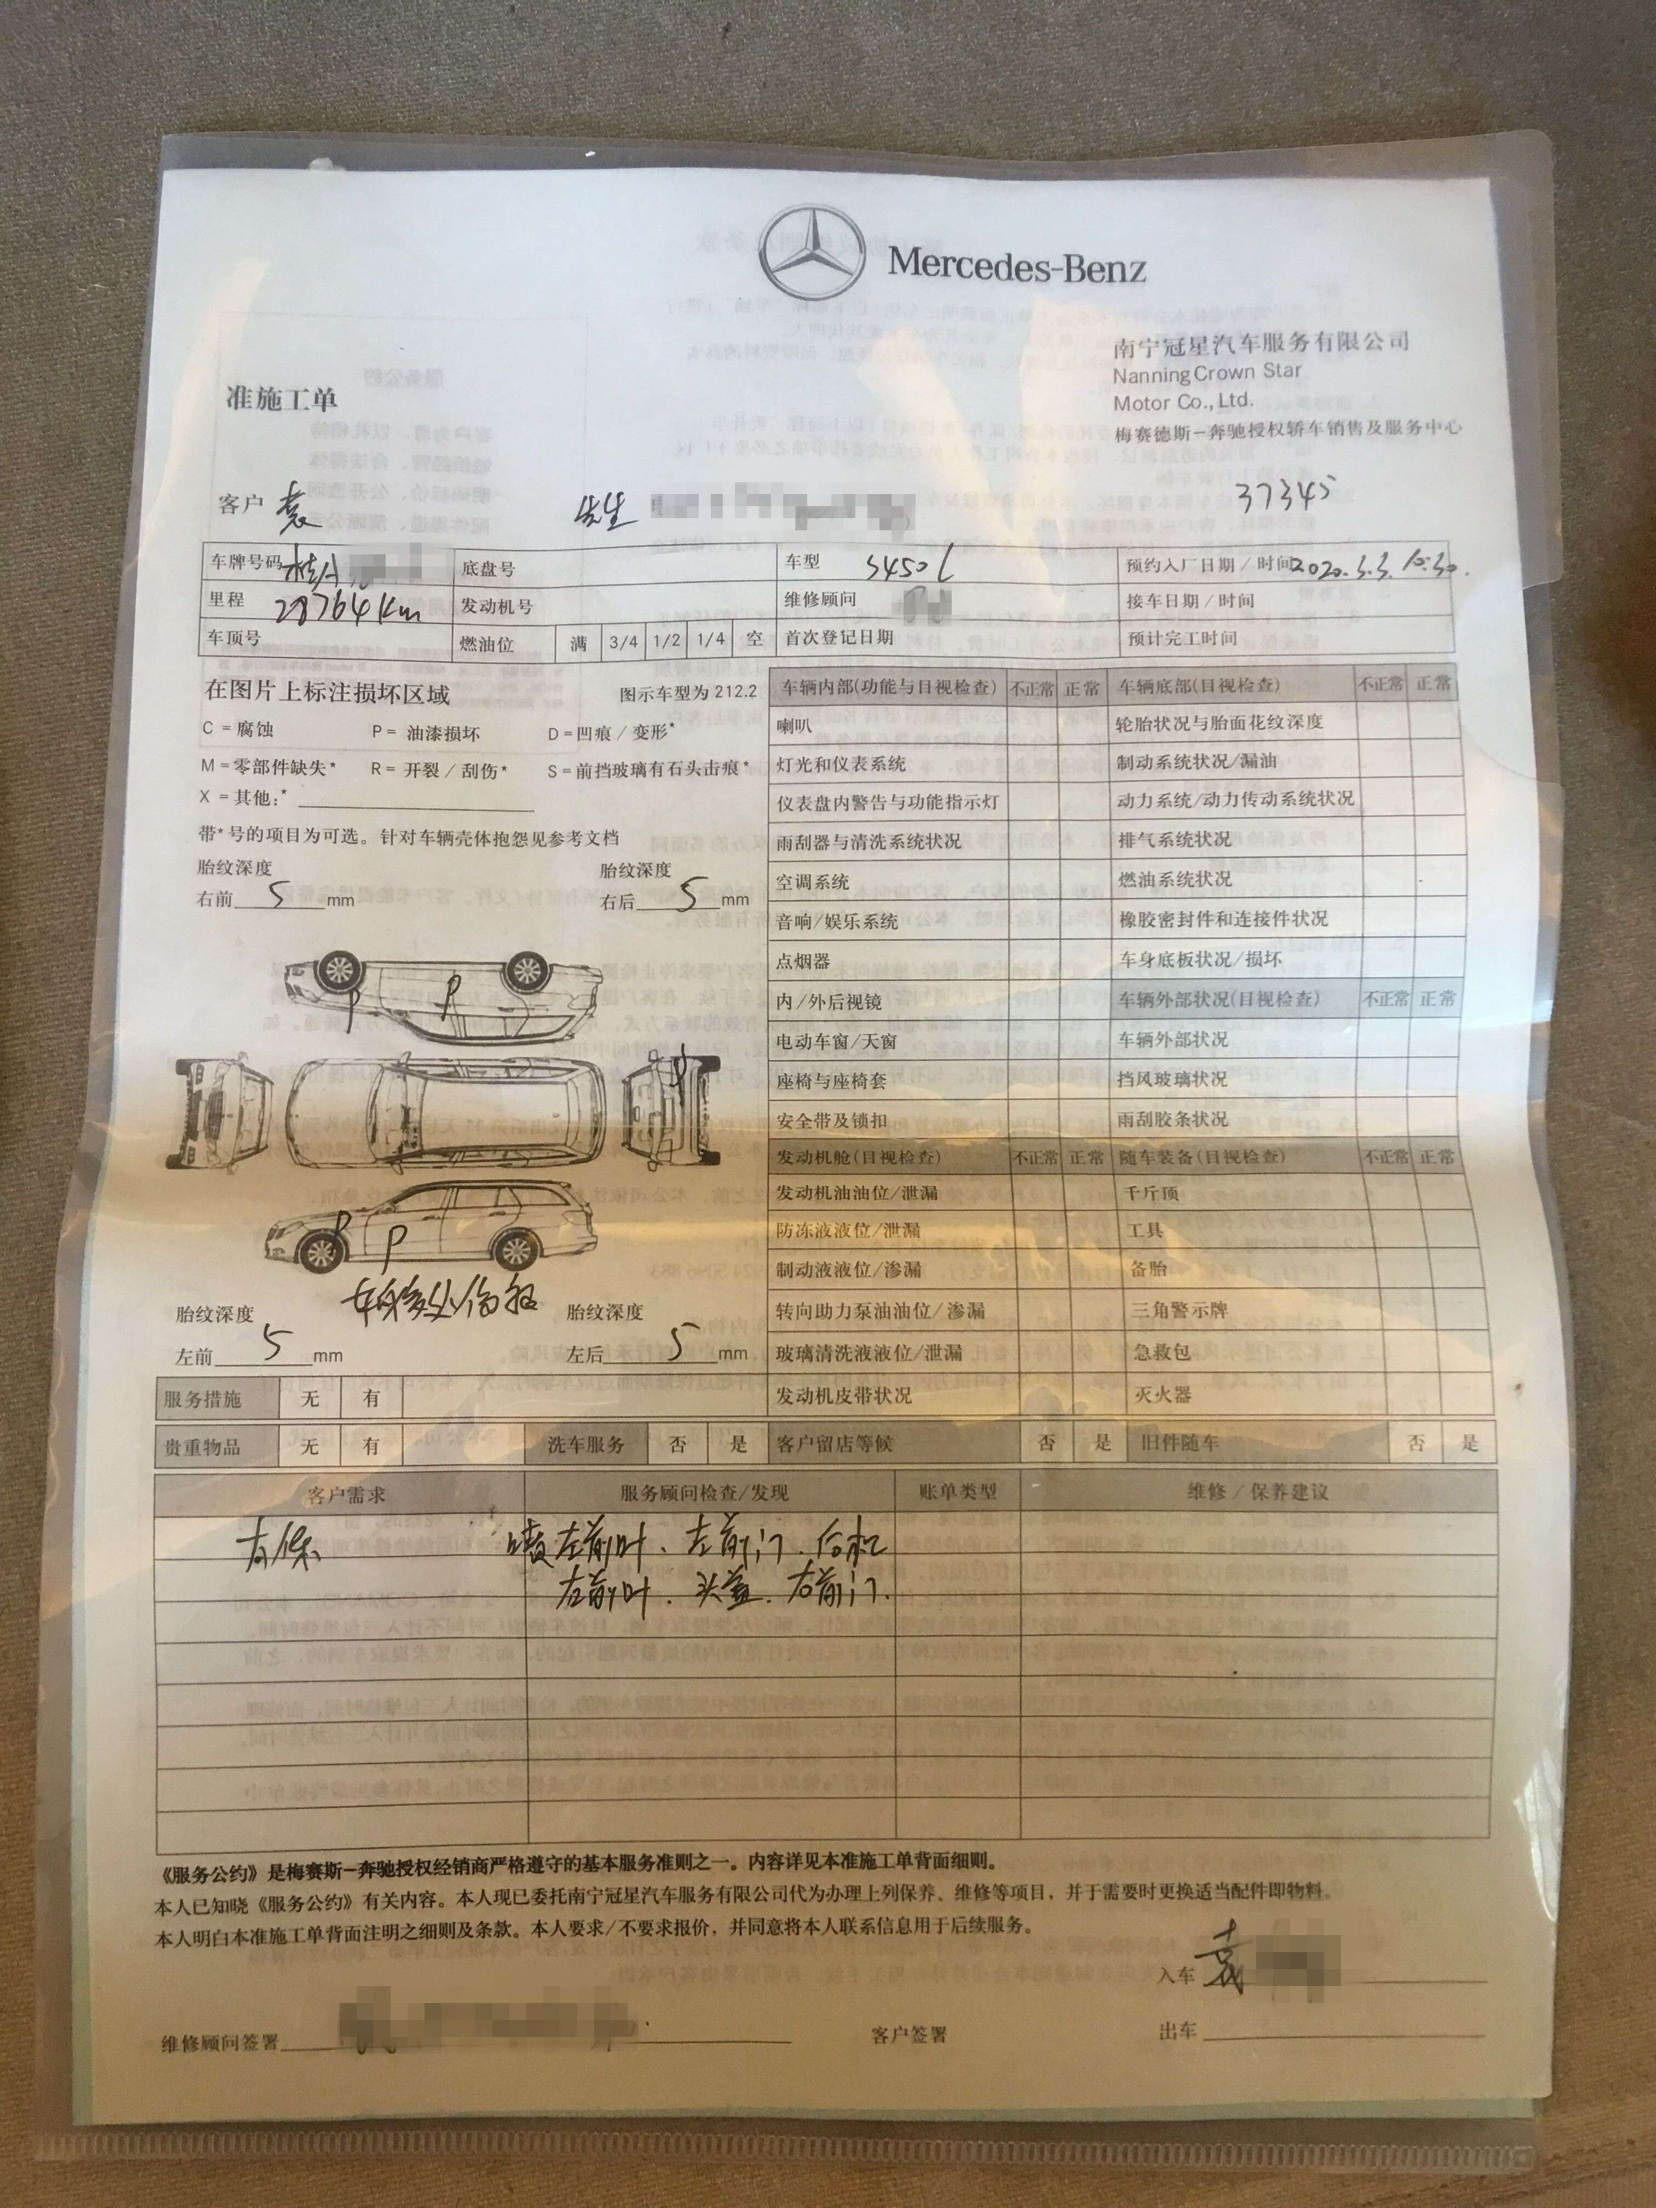 Mercedes-Benz
南宁冠星汽车服务有限公司
Nanning Crown Star
Motor Co., Ltd.
梅赛德斯-奔驰授权轿车销售及服务中心
准施工单
客户 袁 先生 37345
车牌号码 桂A 底盘号 车型 S450L 预约入厂日期/时间 2020.3.3. 10:30.
里程 28764Km 发动机号 维修顾问 接车日期/时间
车顶号 燃油位 满 3/4 1/2 1/4 空 首次登记日期 预计完工时间
在图片上标注损坏区域 图示车型为 212.2
C = 腐蚀 P = 油漆损坏 D = 凹痕/变形*
M = 零部件缺失* R = 开裂/刮伤* S = 前挡玻璃有石头击痕*
X = 其他:*
带*号的项目为可选。针对车辆壳体抱怨见参考文档
胎纹深度 胎纹深度
右前 5 mm 右后 5 mm
P P
P
P P
车身多处伤报
胎纹深度 胎纹深度
左前 5 mm 左后 5 mm
车辆内部(功能与目视检查) 不正常 正常 车辆底部(目视检查) 不正常 正常
喇叭 轮胎状况与胎面花纹深度
灯光和仪表系统 制动系统状况/漏油
仪表盘内警告与功能指示灯 动力系统/动力传动系统状况
雨刮器与清洗系统状况 排气系统状况
空调系统 燃油系统状况
音响/娱乐系统 橡胶密封件和连接件状况
点烟器 车身底板状况/损坏
内/外后视镜 车辆外部状况(目视检查) 不正常 正常
电动车窗/天窗 车辆外部状况
座椅与座椅套 挡风玻璃状况
安全带及锁扣 雨刮胶条状况
发动机舱(目视检查) 不正常 正常 随车装备(目视检查) 不正常 正常
发动机油油位/泄漏 千斤顶
防冻液液位/泄漏 工具
制动液液位/渗漏 备胎
转向助力泵油油位/渗漏 三角警示牌
玻璃清洗液液位/泄漏 急救包
发动机皮带状况 灭火器
服务措施 无 有
贵重物品 无 有 洗车服务 否 是 客户留店等候 否 是 旧件随车 否 是
客户需求 服务顾问检查/发现 账单类型 维修/保养建议
方保 喷左前叶、左前门、后杠
左前叶、头盖、右前门.
《服务公约》是梅赛斯-奔驰授权经销商严格遵守的基本服务准则之一。内容详见本准施工单背面细则。
本人已知晓《服务公约》有关内容。本人现已委托南宁冠星汽车服务有限公司代为办理上列保养、维修等项目，并于需要时更换适当配件即物料。
本人明白本准施工单背面注明之细则及条款。本人要求/不要求报价，并同意将本人联系信息用于后续服务。
入车 袁
维修顾问签署 客户签署 出车